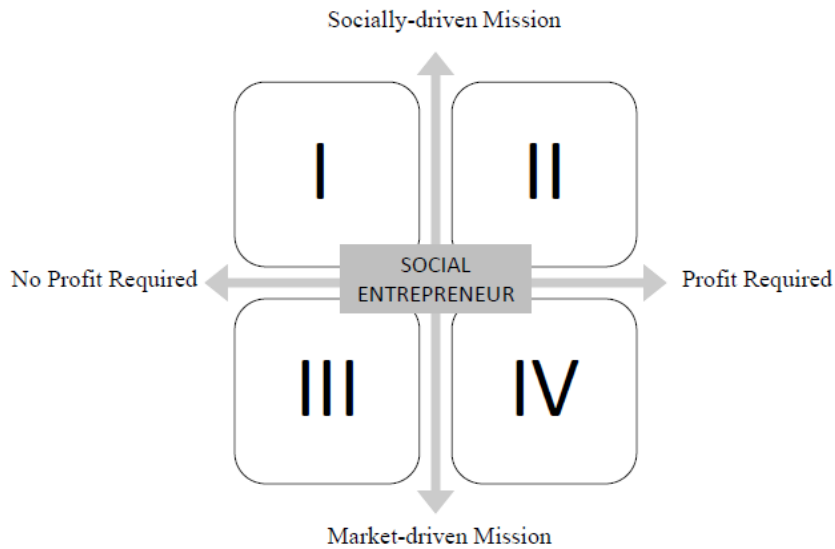 Socially-driven Mission
I
II
No Profit Required
SOCIAL
ENTREPRENEUR
Profit Required
III
IV
Market-driven Mission